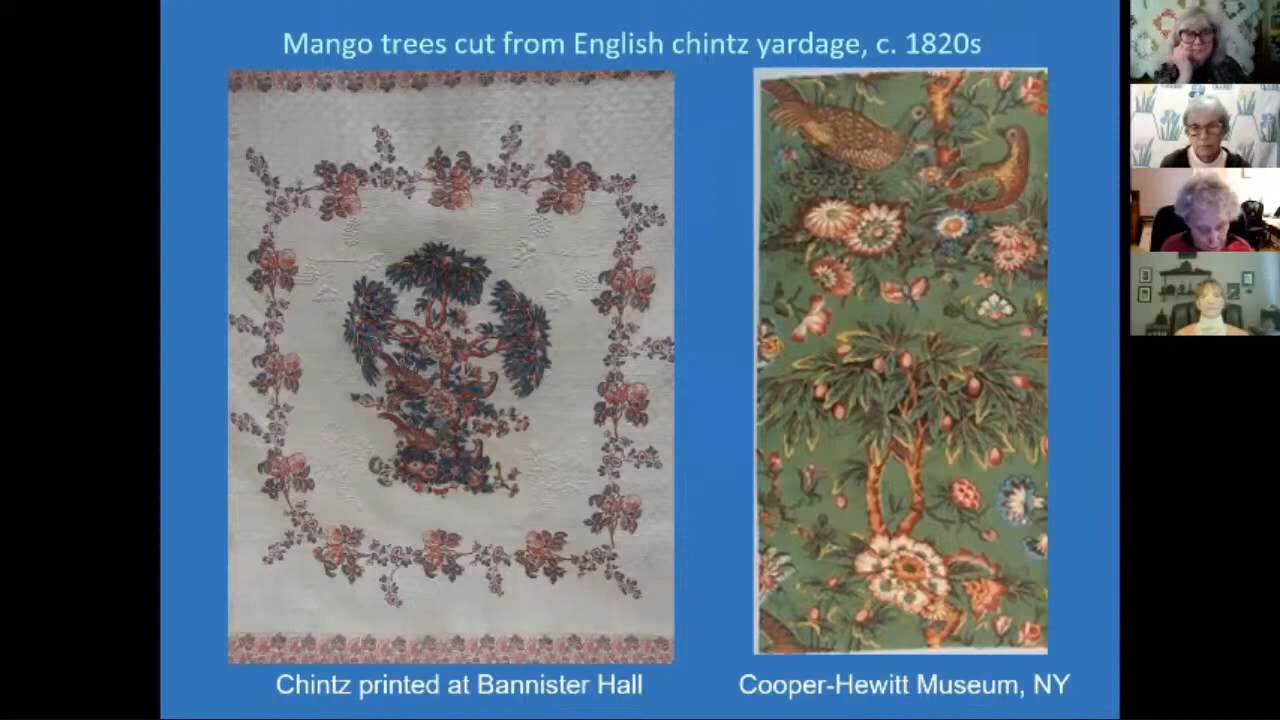 Mango trees cut from English chintz yardage, c. 1820s
Chintz printed at Bannister Hall
Cooper-Hewitt Museum, NY